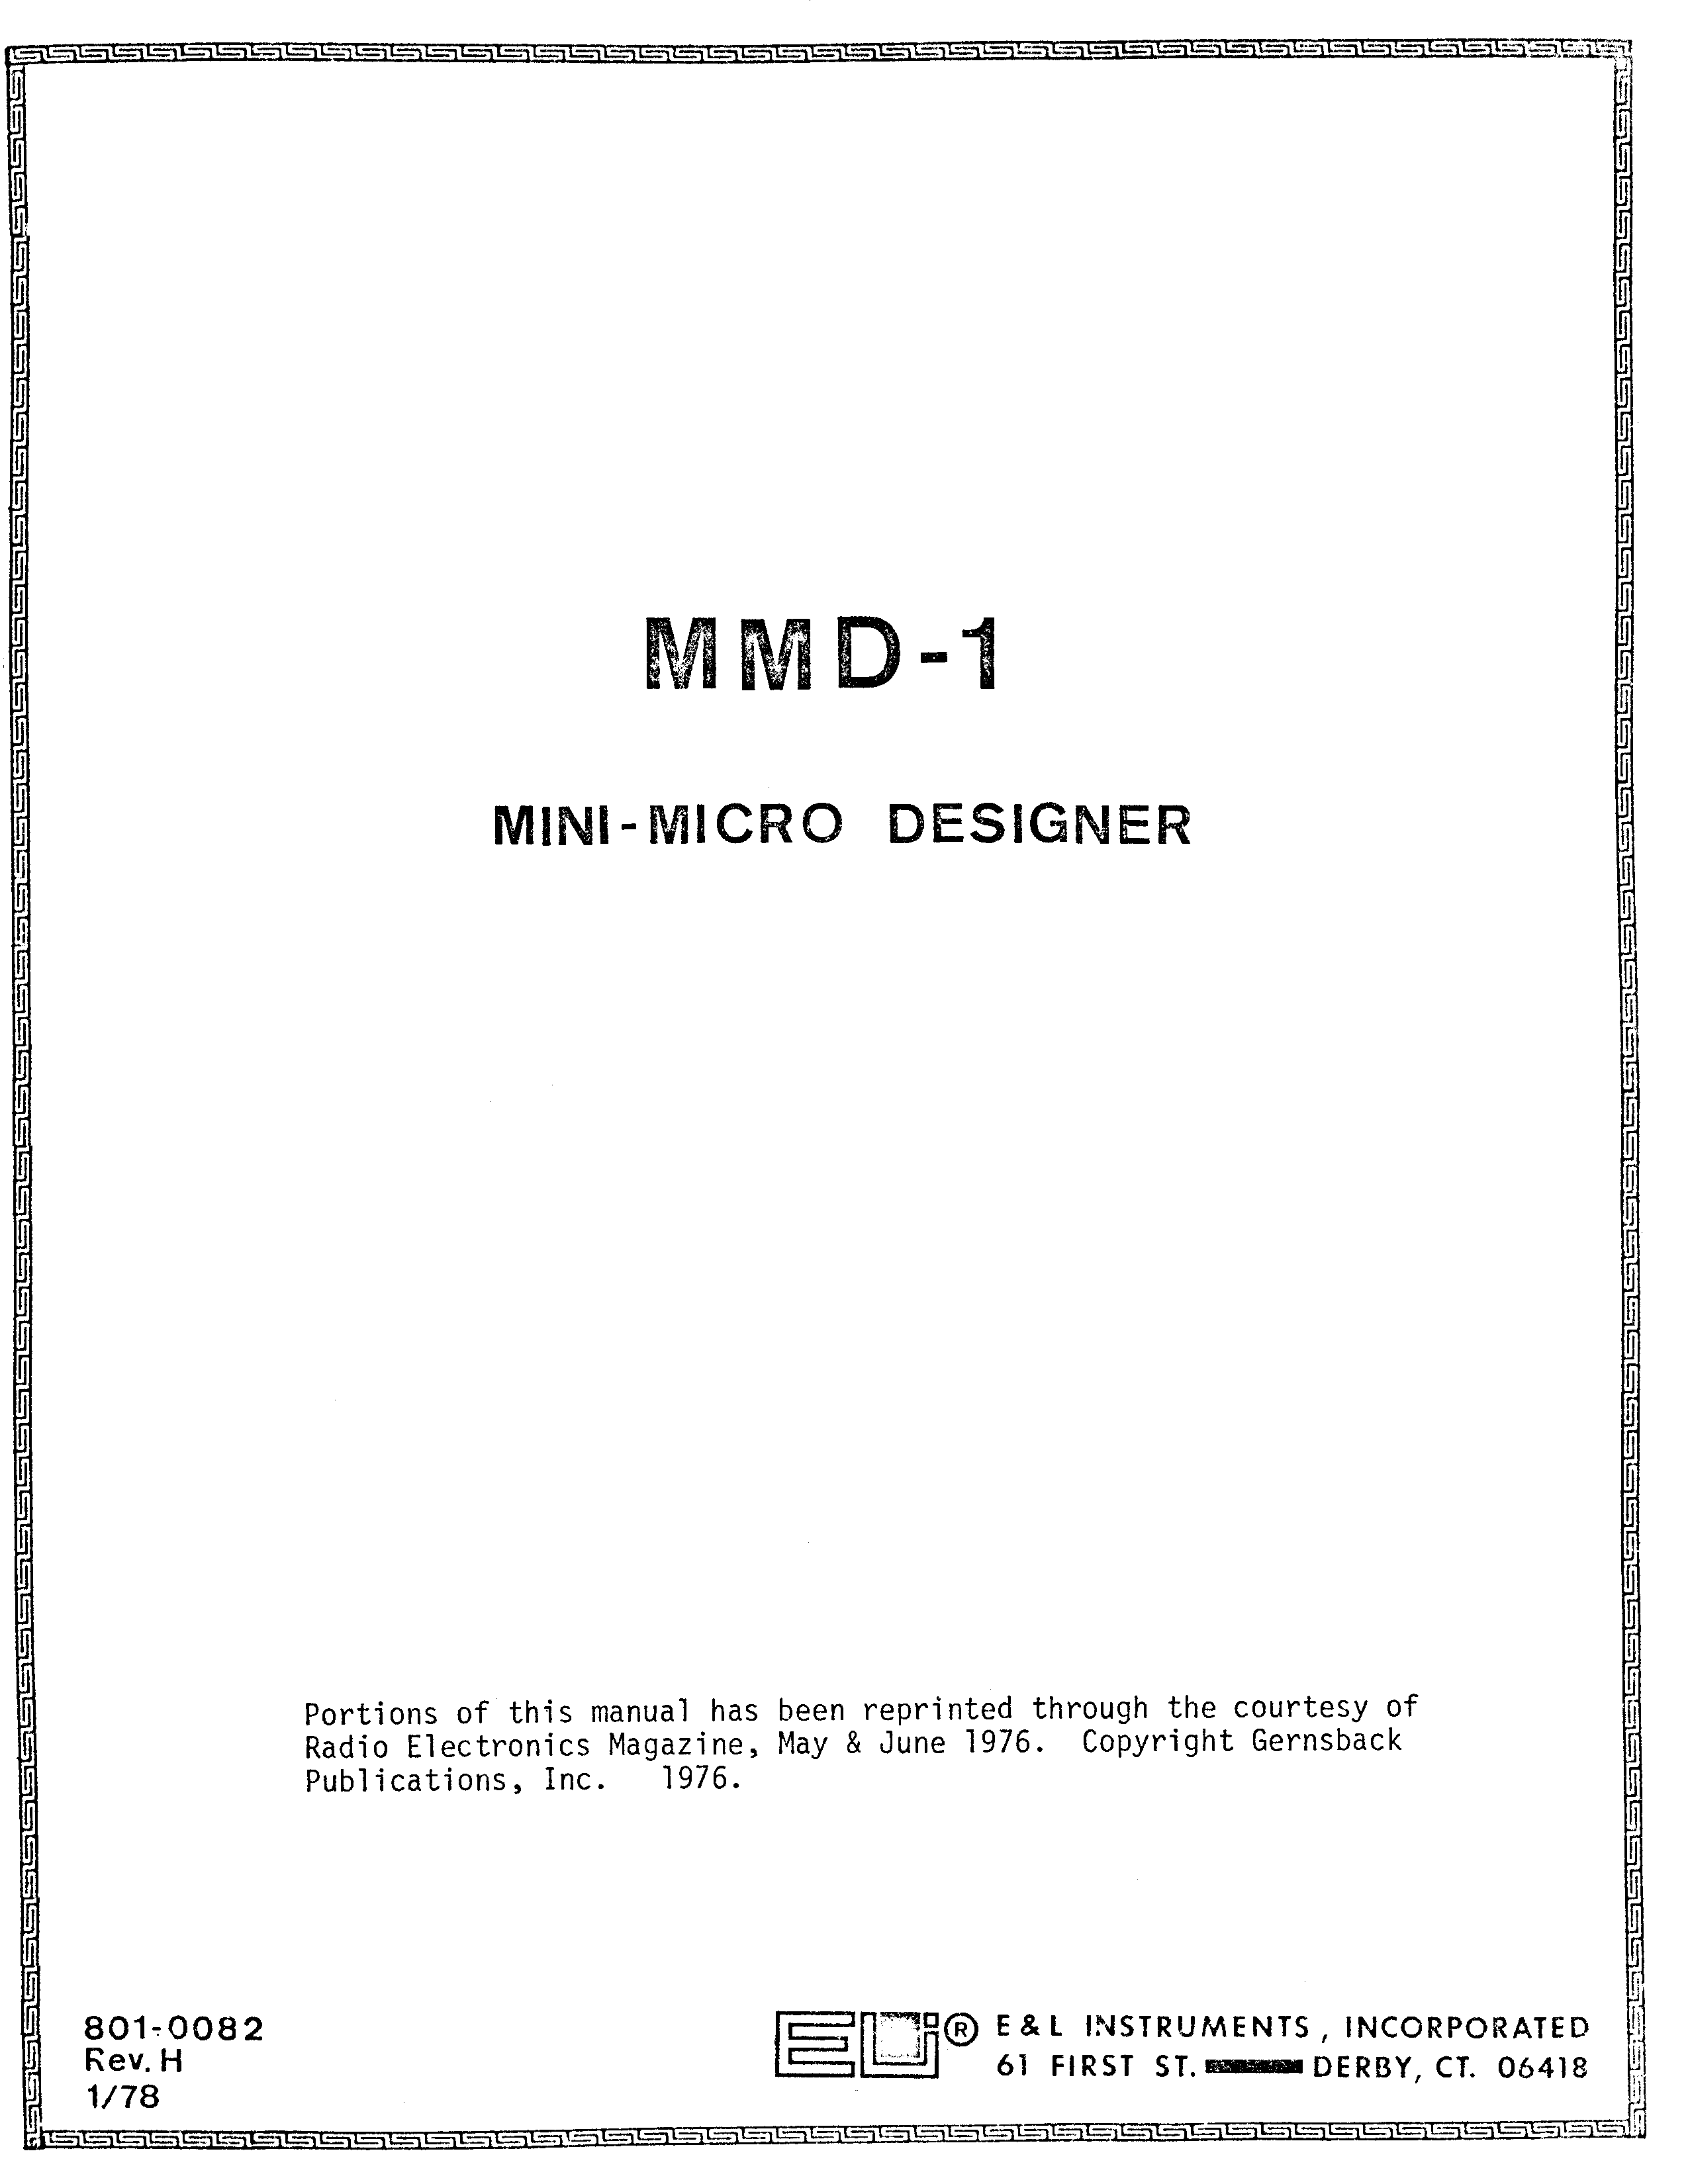 MMD-1
MINI-MICRO DESIGNER
Portions of this manual has been reprinted through the courtesy of
Radio Electronics Magazine, May & June 1976. Copyright Gernsback
Publications, Inc. 1976.
801-0082
Rev. H
1/78
ELI® E & L INSTRUMENTS, INCORPORATED
61 FIRST ST. DERBY, CT. 06418